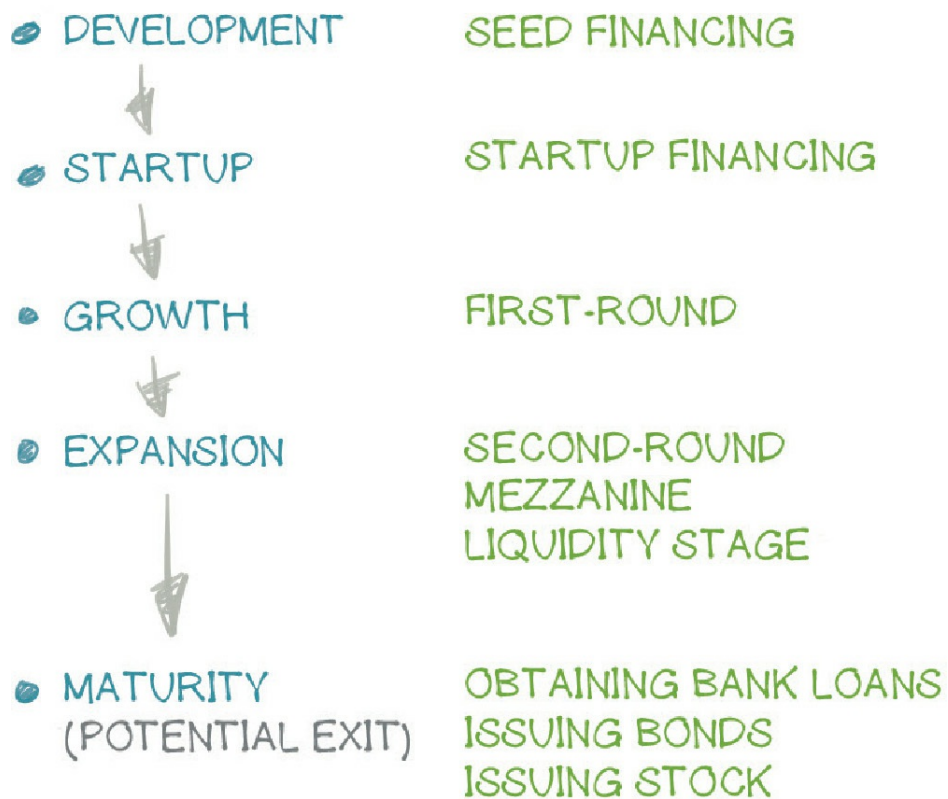 DEVELOPMENT SEED FINANCING
STARTUP STARTUP FINANCING
GROWTH FIRST-ROUND
EXPANSION SECOND-ROUND
MEZZANINE
LIQUIDITY STAGE
MATURITY OBTAINING BANK LOANS
(POTENTIAL EXIT) ISSUING BONDS
ISSUING STOCK